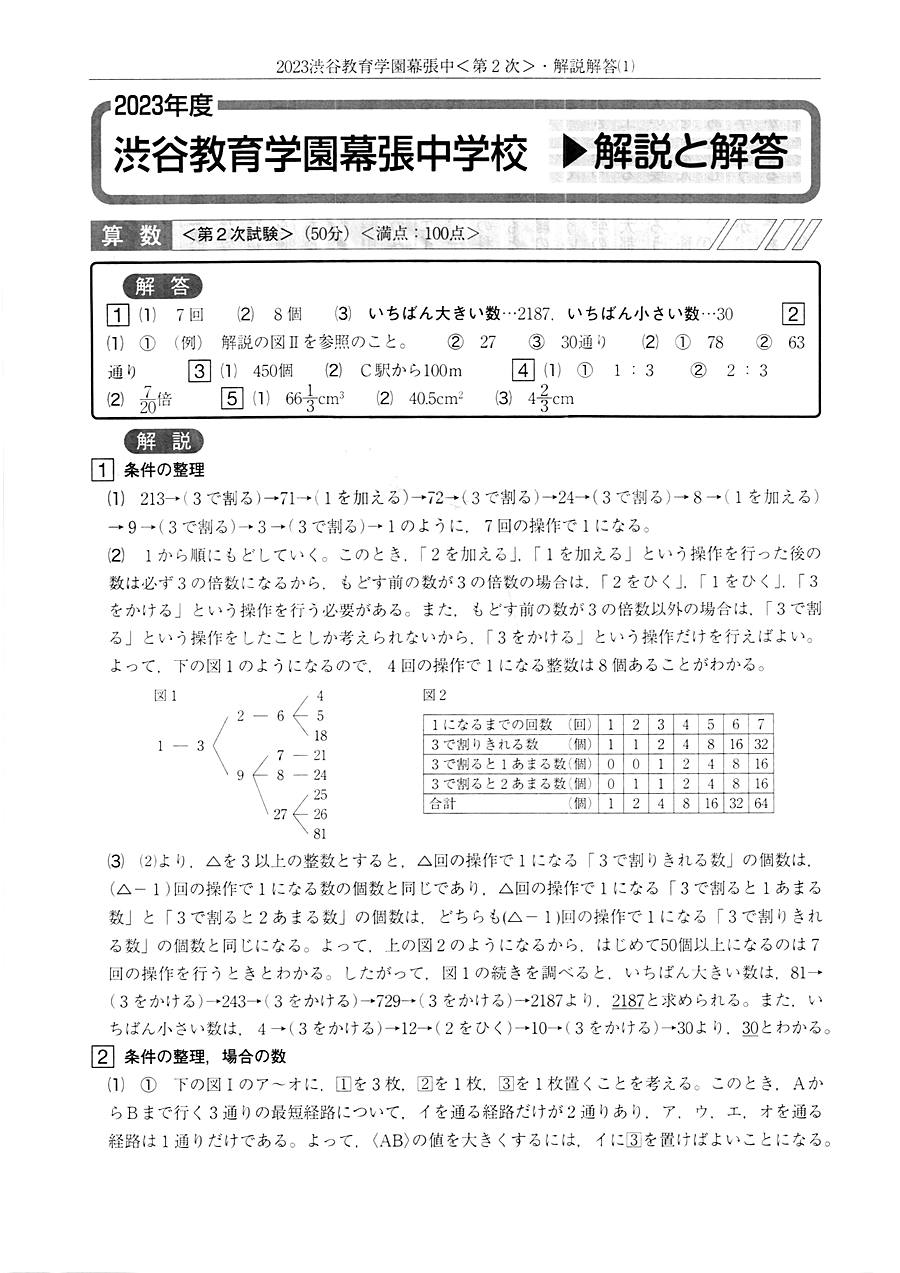 2023渋谷教育学園幕張中＜第2次＞・解説解答(1)
2023年度
渋谷教育学園幕張中学校 ▶解説と解答
算数 ＜第2次試験＞（50分）＜満点：100点＞
解答
1 (1) 7回 (2) 8個 (3) いちばん大きい数…2187，いちばん小さい数…30 2
(1) ① （例） 解説の図Ⅱを参照のこと。 ② 27 ③ 30通り (2) ① 78 ② 63
通り 3 (1) 450個 (2) C駅から100m 4 (1) ① 1：3 ② 2：3
(2) 7/20倍 5 (1) 66 1/3cm³ (2) 40.5cm² (3) 4 2/3cm
解説
1 条件の整理
(1) 213→(3で割る)→71→(1を加える)→72→(3で割る)→24→(3で割る)→8→(1を加える)
→9→(3で割る)→3→(3で割る)→1のように，7回の操作で1になる。
(2) 1から順にもどしていく。このとき，「2を加える」，「1を加える」という操作を行った後の
数は必ず3の倍数になるから，もどす前の数が3の倍数の場合は，「2をひく」，「1をひく」，「3
をかける」という操作を行う必要がある。また，もどす前の数が3の倍数以外の場合は，「3で割
る」という操作をしたことしか考えられないから，「3をかける」という操作だけを行えばよい。
よって，下の図1のようになるので，4回の操作で1になる整数は8個あることがわかる。
図1
1 3
2 6 4
5
18
9 7 21
8 24
27 25
26
81
図2
1になるまでの回数 (回) 1 2 3 4 5 6 7
3で割りきれる数 (個) 1 1 2 4 8 16 32
3で割ると1あまる数(個) 0 0 1 2 4 8 16
3で割ると2あまる数(個) 0 1 1 2 4 8 16
合計 (個) 1 2 4 8 16 32 64
(3) (2)より，△を3以上の整数とすると，△回の操作で1になる「3で割りきれる数」の個数は，
(△－1)回の操作で1になる数の個数と同じであり，△回の操作で1になる「3で割ると1あまる
数」と「3で割ると2あまる数」の個数は，どちらも(△－1)回の操作で1になる「3で割りきれ
る数」の個数と同じになる。よって，上の図2のようになるから，はじめて50個以上になるのは7
回の操作を行うときとわかる。したがって，図1の続きを調べると，いちばん大きい数は，81→
(3をかける)→243→(3をかける)→729→(3をかける)→2187より，2187と求められる。また，い
ちばん小さい数は，4→(3をかける)→12→(2をひく)→10→(3をかける)→30より，30とわかる。
2 条件の整理，場合の数
(1) ① 下の図Ⅰのア～オに，1を3枚，2を1枚，3を1枚置くことを考える。このとき，Aか
らBまで行く3通りの最短経路について，イを通る経路だけが2通りあり，ア，ウ，エ，オを通る
経路は1通りだけである。よって，〈AB〉の値を大きくするには，イに3を置けばよいことになる。